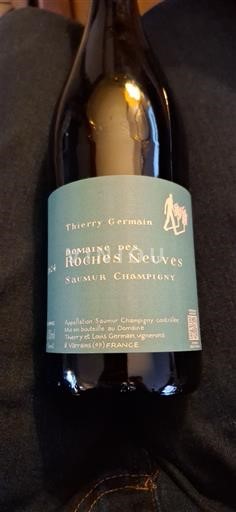 Thierry Germain
Domaine des
Roches Neuves
Saumur Champigny
Appellation Saumur Champigny contrôlée
Mis en bouteille au Domaine
Thierry et Louis Germain, vignerons
à Varrains (49) FRANCE